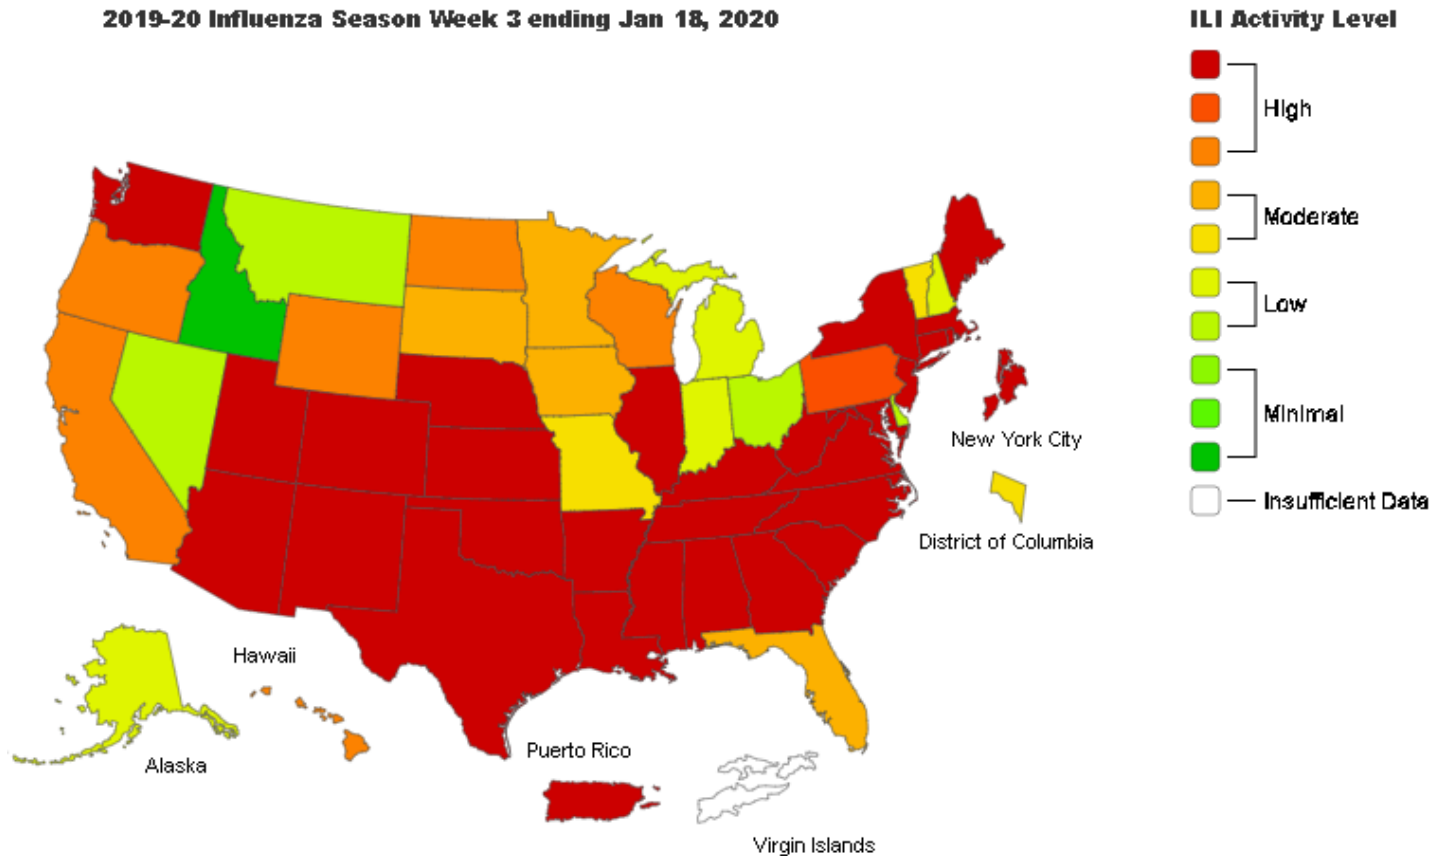 2019-20 Influenza Season Week 3 ending Jan 18, 2020
ILI Activity Level
High
Moderate
Low
Minimal
Insufficient Data
New York City
District of Columbia
Hawaii
Alaska
Puerto Rico
Virgin Islands